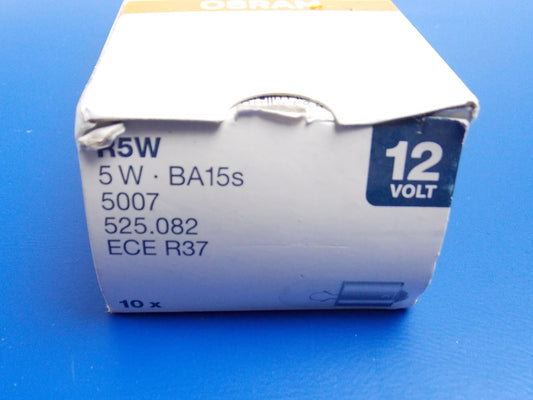 OSRAM
R5W
5 W · BA15s
5007
525.082
ECE R37
10 x
12
VOLT